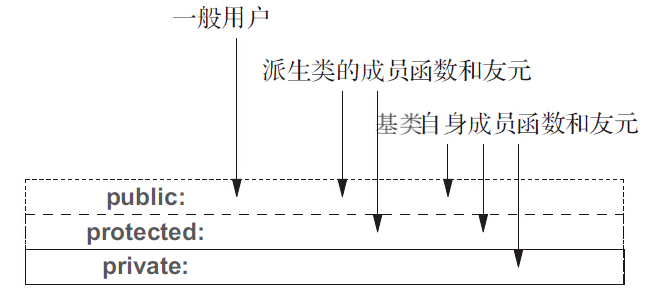 一般用户
派生类的成员函数和友元
基类自身成员函数和友元
public:
protected:
private: